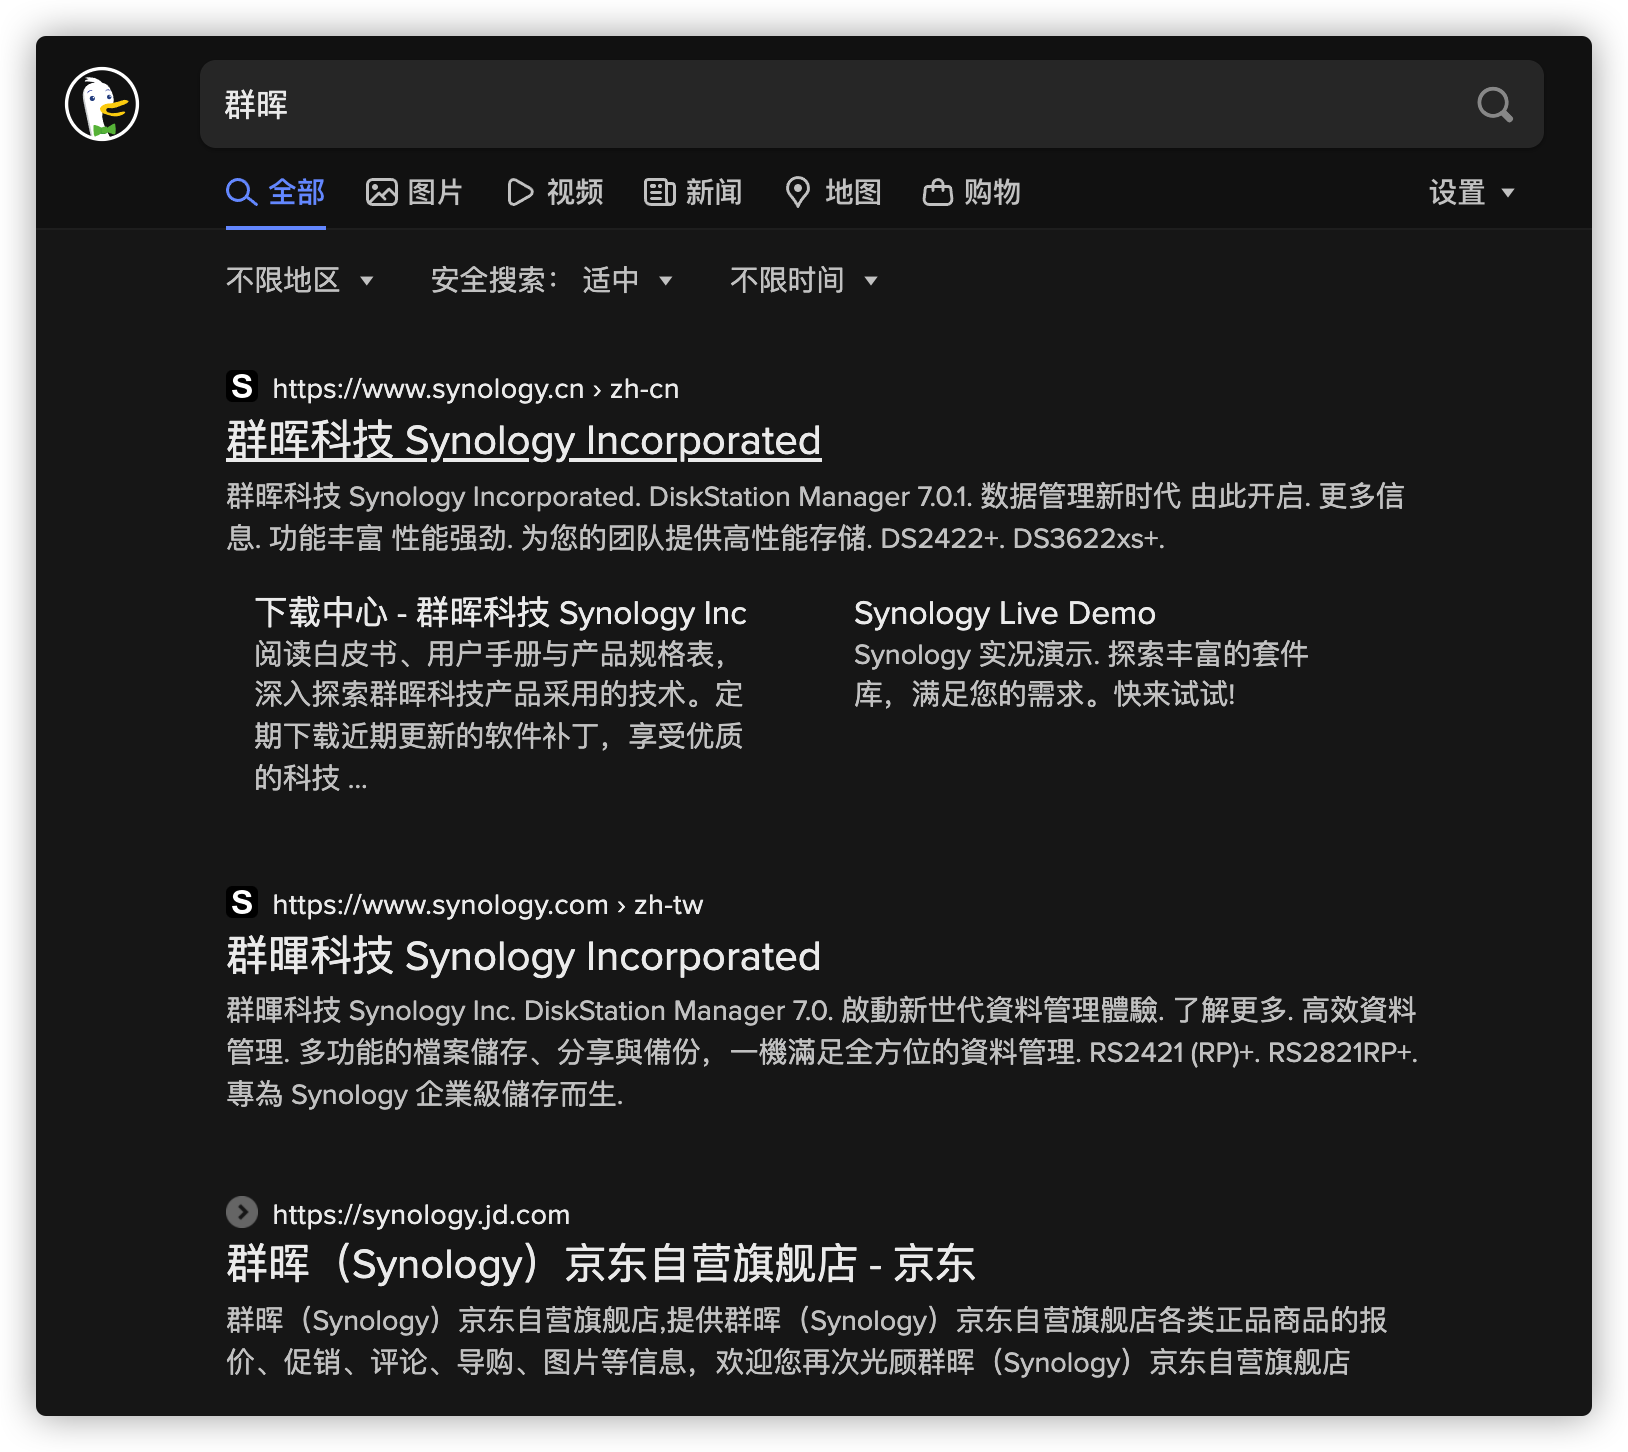 群晖
全部 图片 视频 新闻 地图 购物 设置
不限地区 安全搜索： 适中 不限时间
S https://www.synology.cn › zh-cn
群晖科技 Synology Incorporated
群晖科技 Synology Incorporated. DiskStation Manager 7.0.1. 数据管理新时代 由此开启. 更多信
息. 功能丰富 性能强劲. 为您的团队提供高性能存储. DS2422+. DS3622xs+.
下载中心 - 群晖科技 Synology Inc
阅读白皮书、用户手册与产品规格表，
深入探索群晖科技产品采用的技术。定
期下载近期更新的软件补丁，享受优质
的科技 ...
Synology Live Demo
Synology 实况演示. 探索丰富的套件
库，满足您的需求。快来试试!
S https://www.synology.com › zh-tw
群暉科技 Synology Incorporated
群暉科技 Synology Inc. DiskStation Manager 7.0. 啟動新世代資料管理體驗. 了解更多. 高效資料
管理. 多功能的檔案儲存、分享與備份，一機滿足全方位的資料管理. RS2421 (RP)+. RS2821RP+.
專為 Synology 企業級儲存而生.
https://synology.jd.com
群晖（Synology）京东自营旗舰店 - 京东
群晖（Synology）京东自营旗舰店,提供群晖（Synology）京东自营旗舰店各类正品商品的报
价、促销、评论、导购、图片等信息，欢迎您再次光顾群晖（Synology）京东自营旗舰店